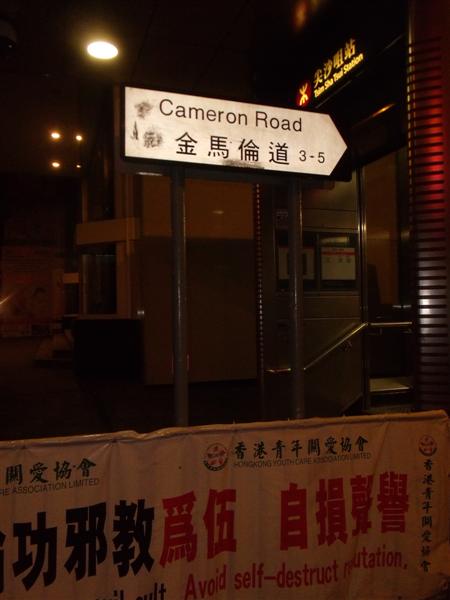 尖沙咀站
Tsim Sha Tsui Station
Cameron Road
金馬倫道 3-5
關愛協會
RE ASSOCIATION LIMITED
香港青年關愛協會
HONGKONG YOUTH CARE ASSOCIATION LIMITED
香港青年關愛協會
功邪教為伍 自損聲譽
cult. Avoid self-destruct reputation.